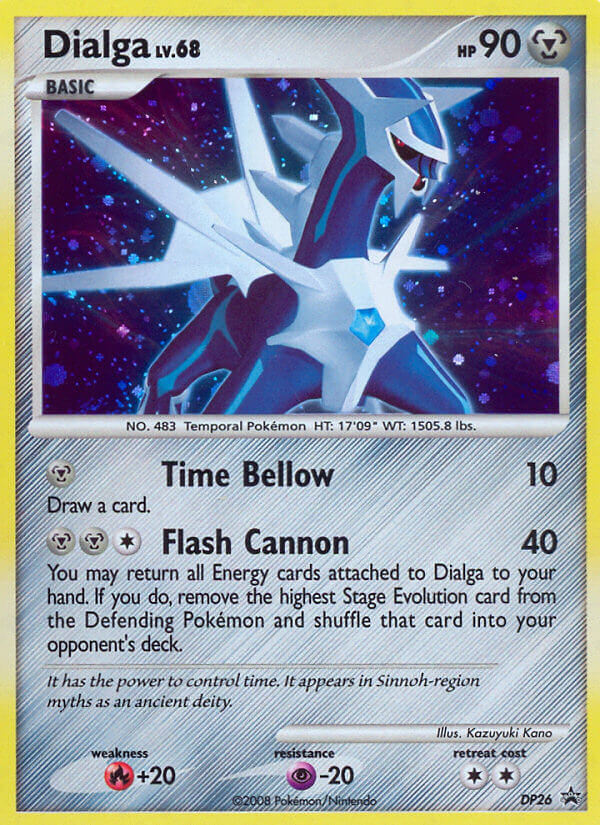 Dialga LV.68 HP 90
BASIC
NO. 483 Temporal Pokémon HT: 17'09" WT: 1505.8 lbs.
Time Bellow 10
Draw a card.
Flash Cannon 40
You may return all Energy cards attached to Dialga to your
hand. If you do, remove the highest Stage Evolution card from
the Defending Pokémon and shuffle that card into your
opponent's deck.
It has the power to control time. It appears in Sinnoh-region
myths as an ancient deity.
Illus. Kazuyuki Kano
weakness resistance retreat cost
+20 -20
©2008 Pokémon/Nintendo DP26